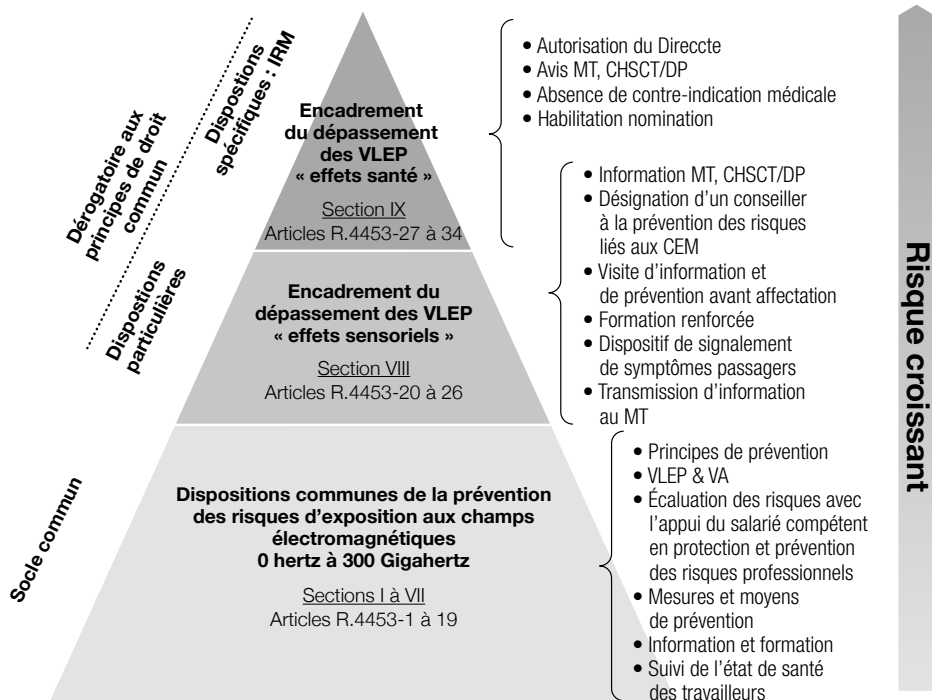 Dérogatoire aux
principes de droit
commun
Dispostions
spécifiques : IRM
Encadrement
du dépassement
des VLEP
« effets santé »
Section IX
Articles R.4453-27 à 34
• Autorisation du Direccte
• Avis MT, CHSCT/DP
• Absence de contre-indication médicale
• Habilitation nomination
Dispostions
particulières
Encadrement du
dépassement des VLEP
« effets sensoriels »
Section VIII
Articles R.4453-20 à 26
• Information MT, CHSCT/DP
• Désignation d'un conseiller
à la prévention des risques
liés aux CEM
• Visite d'information et
de prévention avant affectation
• Formation renforcée
• Dispositif de signalement
de symptômes passagers
• Transmission d'information
au MT
Socle commun
Dispositions communes de la prévention
des risques d'exposition aux champs
électromagnétiques
0 hertz à 300 Gigahertz
Sections I à VII
Articles R.4453-1 à 19
• Principes de prévention
• VLEP & VA
• Écaluation des risques avec
l'appui du salarié compétent
en protection et prévention
des risques professionnels
• Mesures et moyens
de prévention
• Information et formation
• Suivi de l'état de santé
des travailleurs
Risque croissant